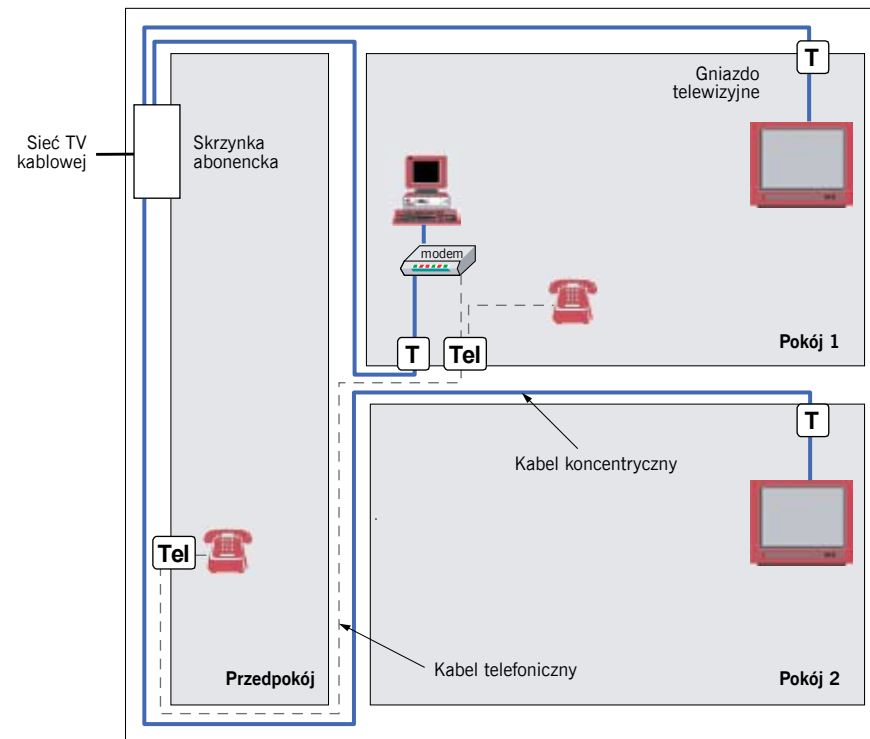 T
Gniazdo
telewizyjne
Sieć TV
kablowej
Skrzynka
abonencka
modem
T
Tel
Pokój 1
T
Kabel koncentryczny
Tel
Kabel telefoniczny
Przedpokój
Pokój 2